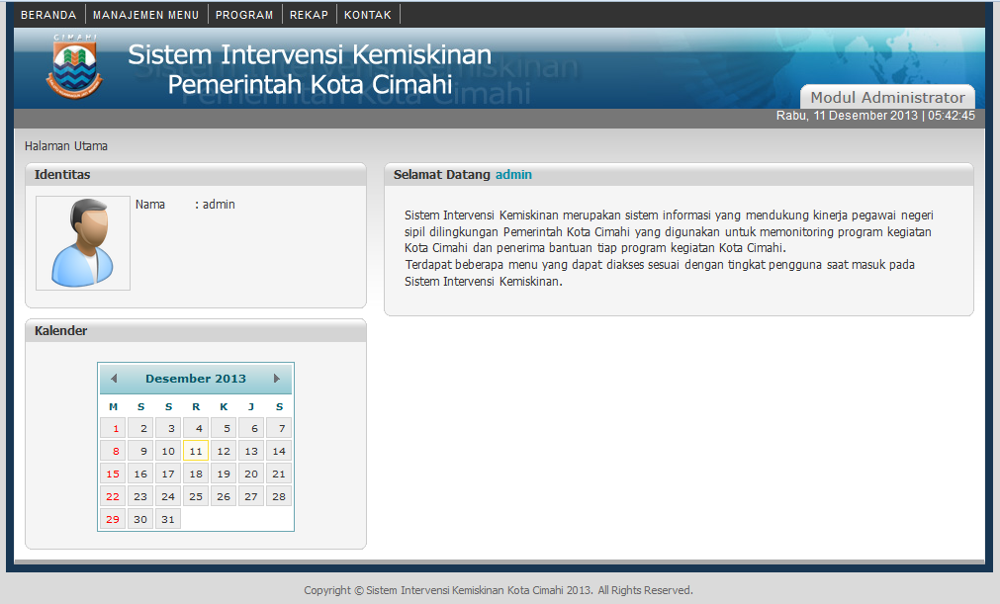 BERANDA MANAJEMEN MENU PROGRAM REKAP KONTAK
CIMAHI
Sistem Intervensi Kemiskinan
Pemerintah Kota Cimahi
Modul Administrator
Rabu, 11 Desember 2013 | 05:42:45
Halaman Utama
Identitas
Nama : admin
Selamat Datang admin
Sistem Intervensi Kemiskinan merupakan sistem informasi yang mendukung kinerja pegawai negeri
sipil dilingkungan Pemerintah Kota Cimahi yang digunakan untuk memonitoring program kegiatan
Kota Cimahi dan penerima bantuan tiap program kegiatan Kota Cimahi.
Terdapat beberapa menu yang dapat diakses sesuai dengan tingkat pengguna saat masuk pada
Sistem Intervensi Kemiskinan.
Kalender
Desember 2013
M S S R K J S
1 2 3 4 5 6 7
8 9 10 11 12 13 14
15 16 17 18 19 20 21
22 23 24 25 26 27 28
29 30 31
Copyright © Sistem Intervensi Kemiskinan Kota Cimahi 2013. All Rights Reserved.